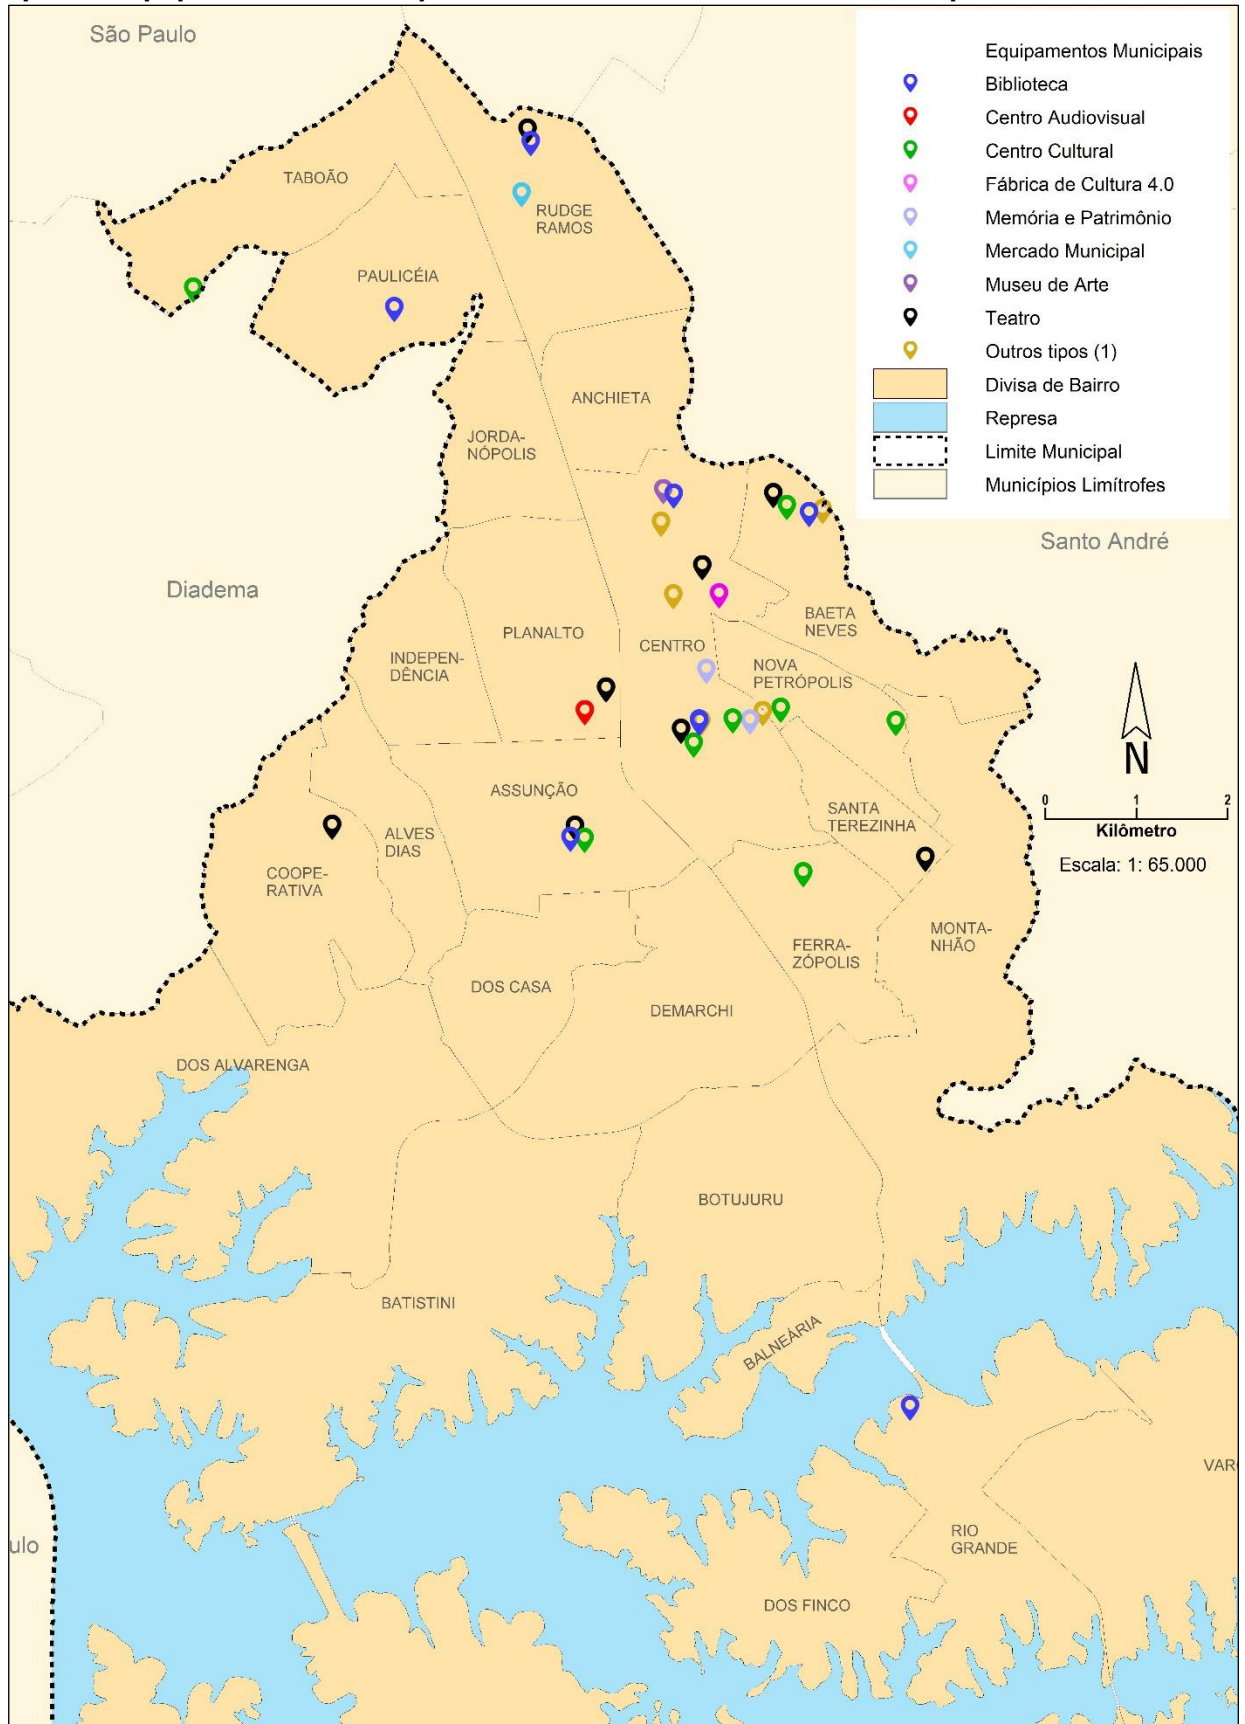 São Paulo
Equipamentos Municipais
Biblioteca
Centro Audiovisual
Centro Cultural
Fábrica de Cultura 4.0
Memória e Patrimônio
Mercado Municipal
Museu de Arte
Teatro
Outros tipos (1)
Divisa de Bairro
Represa
Limite Municipal
Municípios Limítrofes
TABOÃO
RUDGE
RAMOS
PAULICÉIA
ANCHIETA
JORDA-
NÓPOLIS
Santo André
Diadema
BAETA
NEVES
PLANALTO
CENTRO
INDEPEN-
DÊNCIA
NOVA
PETRÓPOLIS
N
0 1 2
Kilômetro
Escala: 1: 65.000
ASSUNÇÃO
SANTA
TEREZINHA
ALVES
DIAS
COOPE-
RATIVA
MONTA-
NHÃO
FERRA-
ZÓPOLIS
DOS CASA
DEMARCHI
DOS ALVARENGA
BOTUJURU
BATISTINI
BALNEÁRIA
VAR
ulo
RIO
GRANDE
DOS FINCO